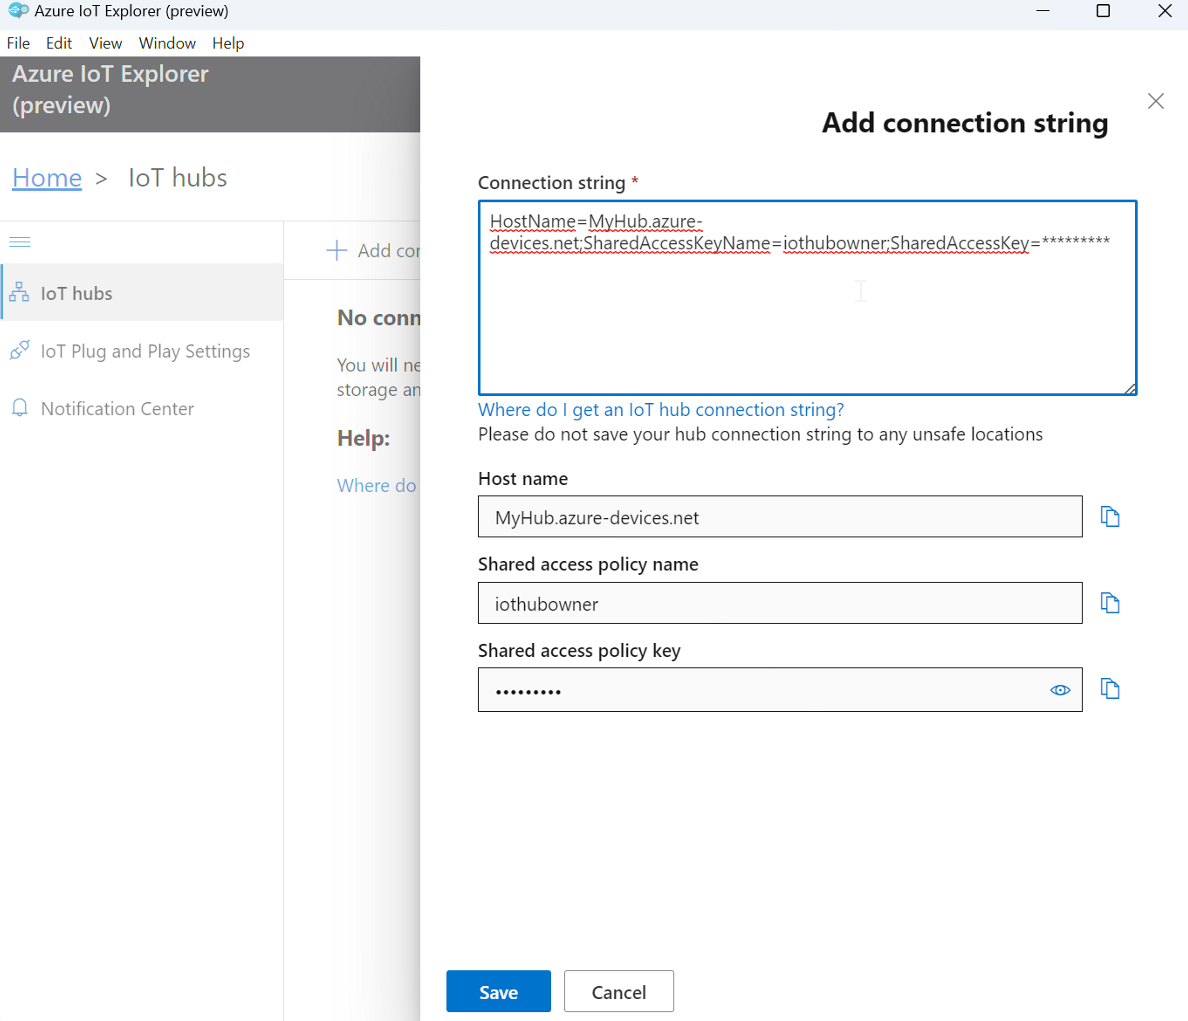 Azure IoT Explorer (preview)
File Edit View Window Help
Azure IoT Explorer
(preview)
Home > IoT hubs
Add con
IoT hubs
IoT Plug and Play Settings
Notification Center
No conn
You will ne
storage an
Help:
Where do
Add connection string
Connection string *
HostName=MyHub.azure-
devices.net;SharedAccessKeyName=iothubowner;SharedAccessKey=*********
Where do I get an IoT hub connection string?
Please do not save your hub connection string to any unsafe locations
Host name
MyHub.azure-devices.net
Shared access policy name
iothubowner
Shared access policy key
•••••••••
Save Cancel